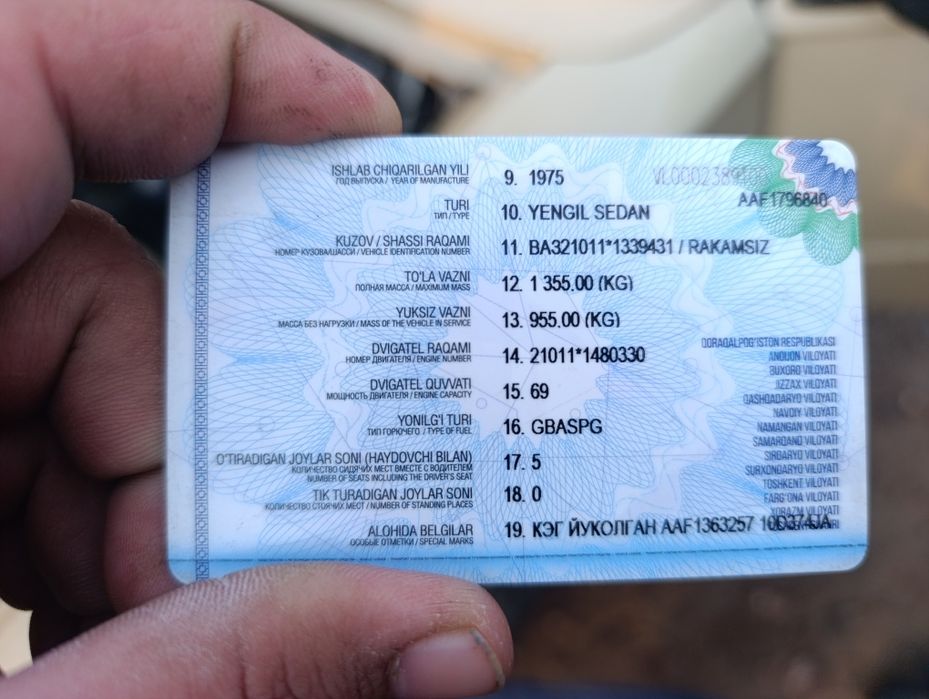 ISHLAB CHIQARILGAN YILI
ГОД ВЫПУСКА / YEAR OF MANUFACTURE
9. 1975
AAF1796840
TURI
ТИП / TYPE
10. YENGIL SEDAN
KUZOV / SHASSI RAQAMI
НОМЕР КУЗОВА/ШАССИ / VEHICLE IDENTIFICATION NUMBER
11. BA321011*1339431 / RAKAMSIZ
TO'LA VAZNI
ПОЛНАЯ МАССА / MAXIMUM MASS
12. 1 355.00 (KG)
YUKSIZ VAZNI
МАССА БЕЗ НАГРУЗКИ / MASS OF THE VEHICLE IN SERVICE
13. 955.00 (KG)
DVIGATEL RAQAMI
НОМЕР ДВИГАТЕЛЯ / ENGINE NUMBER
14. 21011*1480330
DVIGATEL QUVVATI
МОЩНОСТЬ ДВИГАТЕЛЯ / ENGINE CAPACITY
15. 69
YONILG'I TURI
ТИП ГОРЮЧЕГО / TYPE OF FUEL
16. GBASPG
O'TIRADIGAN JOYLAR SONI (HAYDOVCHI BILAN)
КОЛИЧЕСТВО СИДЯЧИХ МЕСТ ВМЕСТЕ С ВОДИТЕЛЕМ
NUMBER OF SEATS INCLUDING THE DRIVER'S SEAT
17. 5
TIK TURADIGAN JOYLAR SONI
КОЛИЧЕСТВО СТОЯЧИХ МЕСТ / NUMBER OF STANDING PLACES
18. 0
ALOHIDA BELGILAR
ОСОБЫЕ ОТМЕТКИ / SPECIAL MARKS
19. КЭГ ЙУКОЛГАН AAF1363257 10D374JA
QORAQALPOG'ISTON RESPUBLIKASI
ANDIJON VILOYATI
BUXORO VILOYATI
JIZZAX VILOYATI
QASHQADARYO VILOYATI
NAVOIY VILOYATI
NAMANGAN VILOYATI
SAMARQAND VILOYATI
SIRDARYO VILOYATI
SURXONDARYO VILOYATI
TOSHKENT VILOYATI
FARG'ONA VILOYATI
XORAZM VILOYATI